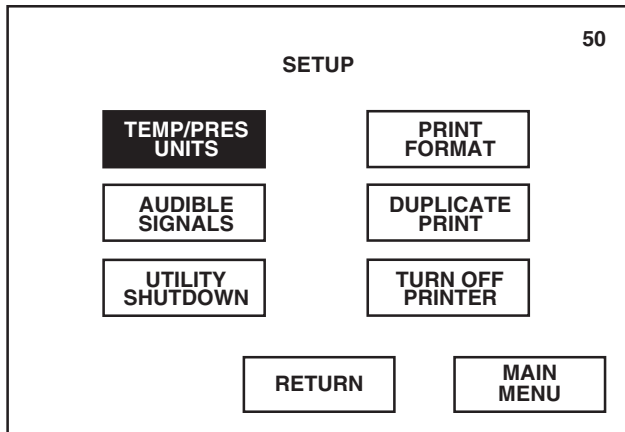 50
SETUP
TEMP/PRES
UNITS
PRINT
FORMAT
AUDIBLE
SIGNALS
DUPLICATE
PRINT
UTILITY
SHUTDOWN
TURN OFF
PRINTER
RETURN
MAIN
MENU